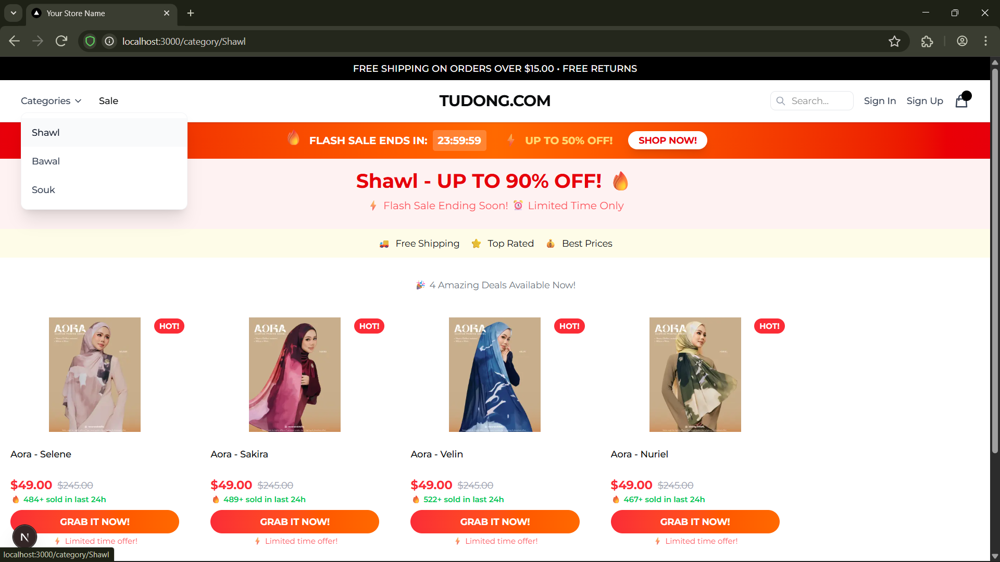 Your Store Name
localhost:3000/category/Shawl
FREE SHIPPING ON ORDERS OVER $15.00 • FREE RETURNS
Categories
Sale
TUDONG.COM
Search...
Sign In
Sign Up
Shawl
Bawal
Souk
FLASH SALE ENDS IN: 23:59:59
UP TO 50% OFF!
SHOP NOW!
Shawl - UP TO 90% OFF!
Flash Sale Ending Soon! Limited Time Only
Free Shipping
Top Rated
Best Prices
4 Amazing Deals Available Now!
AORA
HOT!
AORA
HOT!
AORA
HOT!
AORA
HOT!
Aora - Selene
Aora - Sakira
Aora - Velin
Aora - Nuriel
$49.00 $245.00
$49.00 $245.00
$49.00 $245.00
$49.00 $245.00
484+ sold in last 24h
489+ sold in last 24h
522+ sold in last 24h
467+ sold in last 24h
GRAB IT NOW!
GRAB IT NOW!
GRAB IT NOW!
GRAB IT NOW!
N
Limited time offer!
Limited time offer!
Limited time offer!
Limited time offer!
localhost:3000/category/Shawl